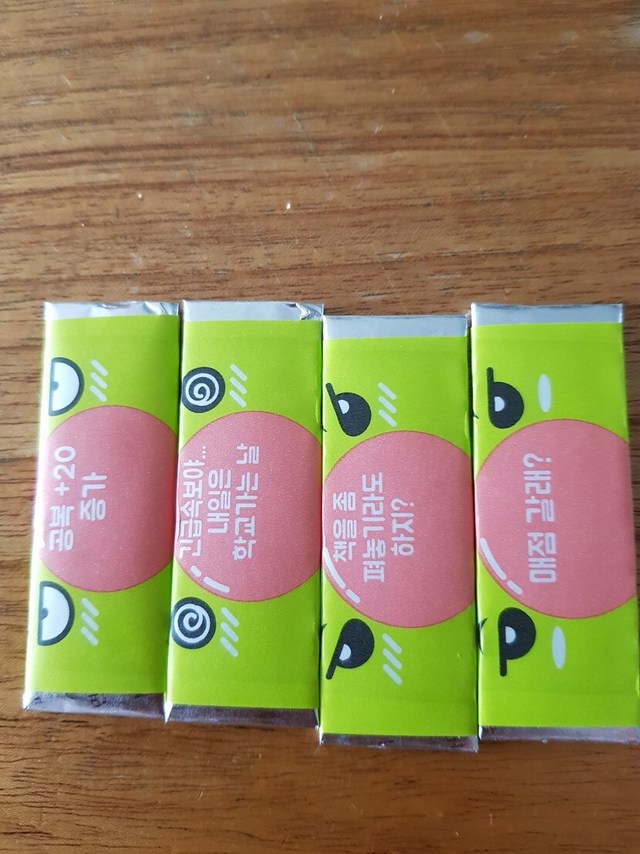 공복 +20
증가
긴급속보야...
내일은
학교가는 날
책을 좀
펴놓기라도
하지?
매점 갈래?